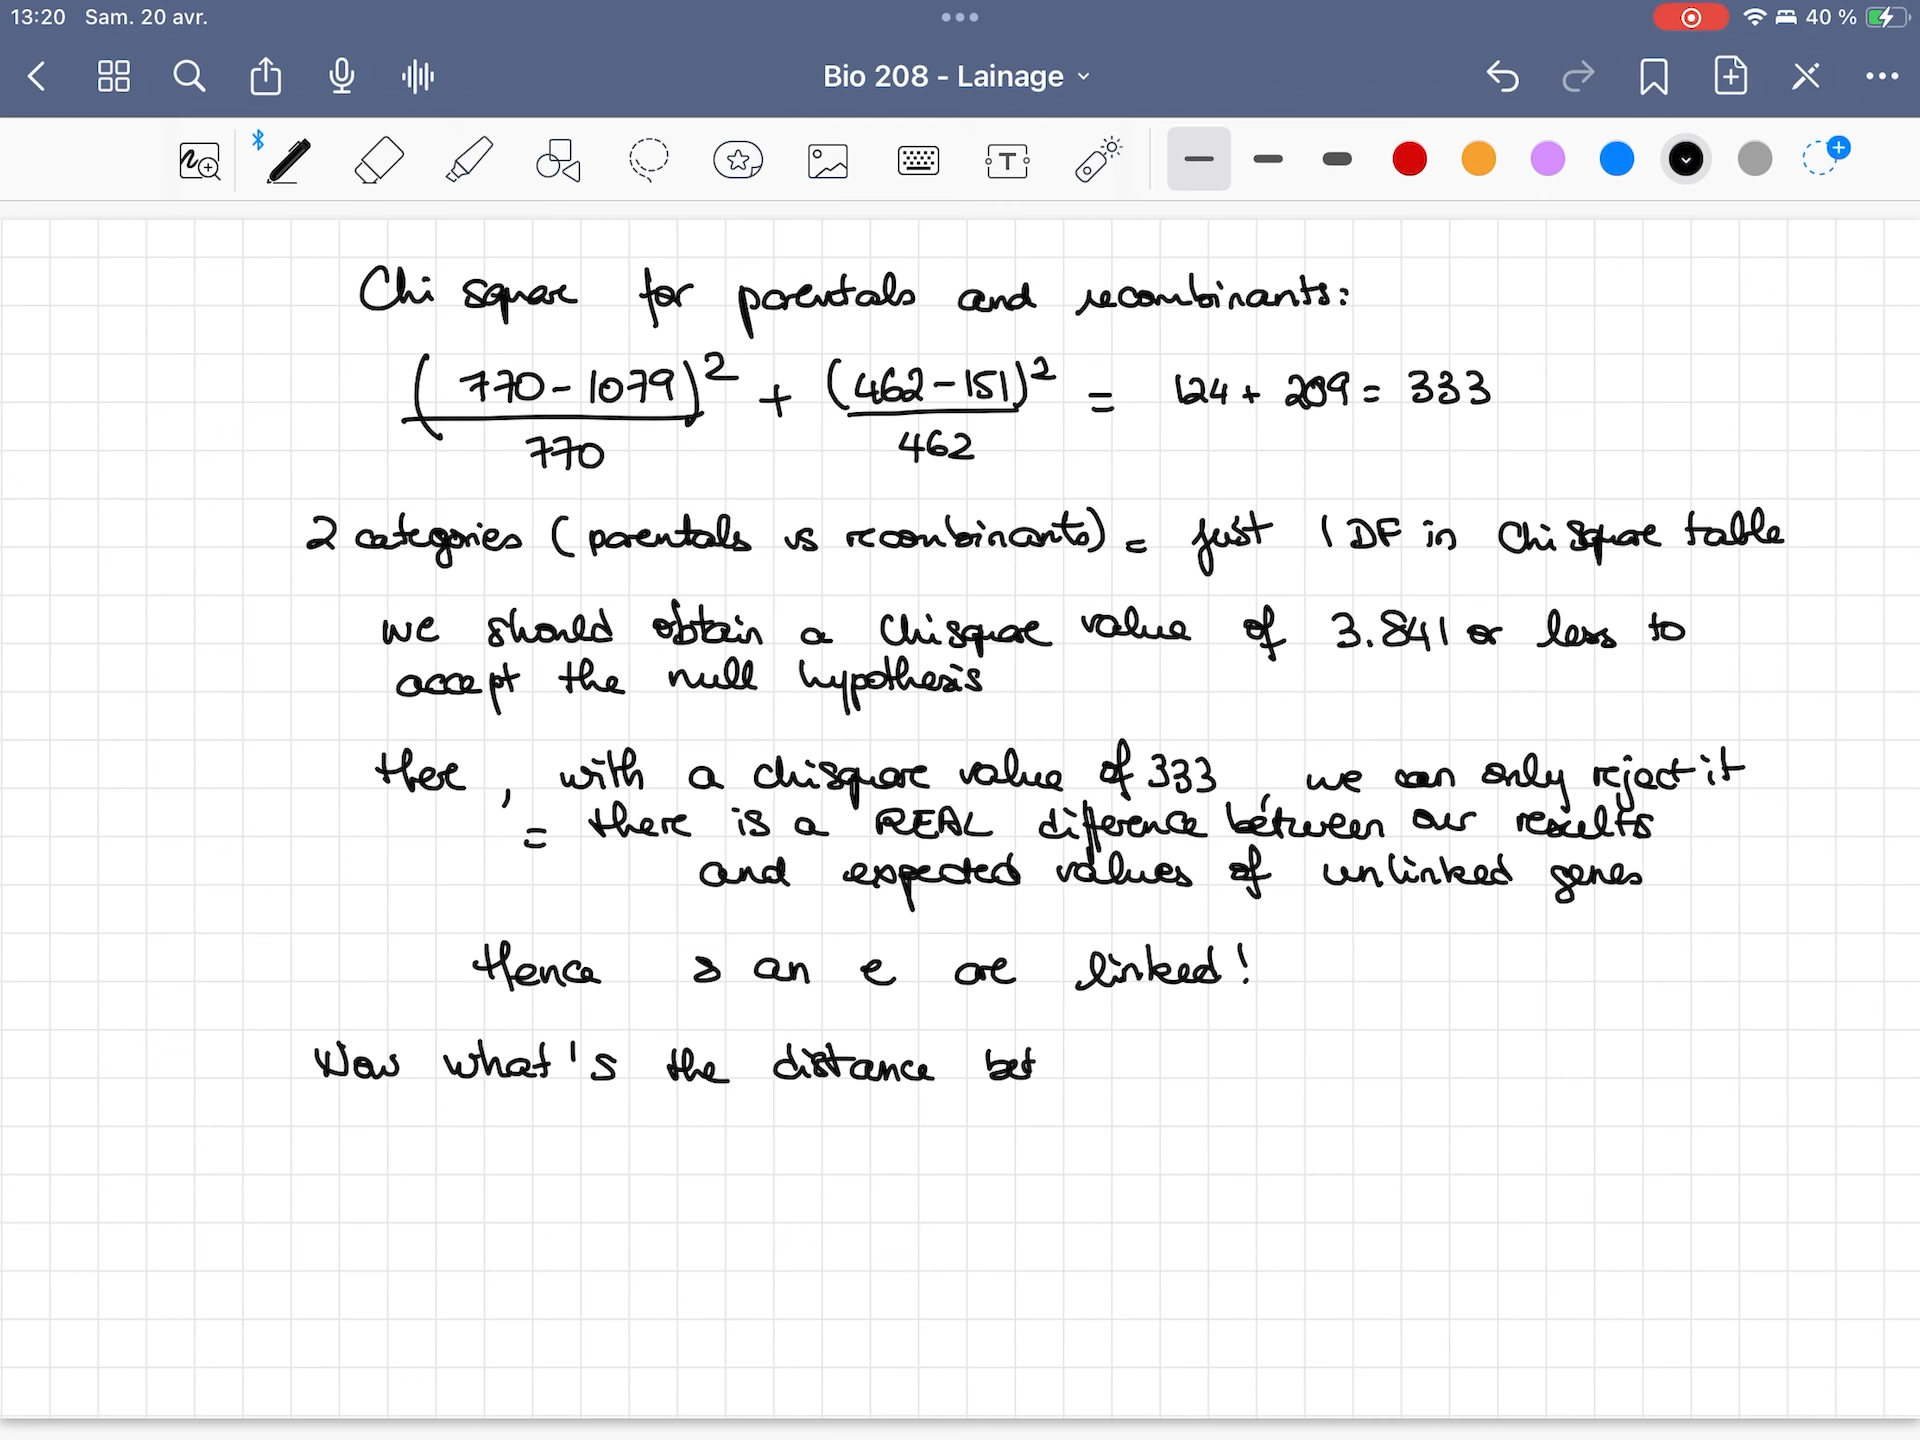 13:20 Sam. 20 avr.
40 %
Bio 208 - Lainage
T
Chi square for parentals and recombinants:
(770-1079)² / 770 + (462-151)² / 462 = 124 + 209 = 333
2 categories (parentals vs recombinants) = just 1 DF in Chi Square table
we should obtain a Chisquare value of 3.841 or less to
accept the null hypothesis
Here, with a chisquare value of 333, we can only reject it
= there is a REAL difference between our results
and expected values of unlinked genes
Hence s an e are linked!
Now what's the distance bet